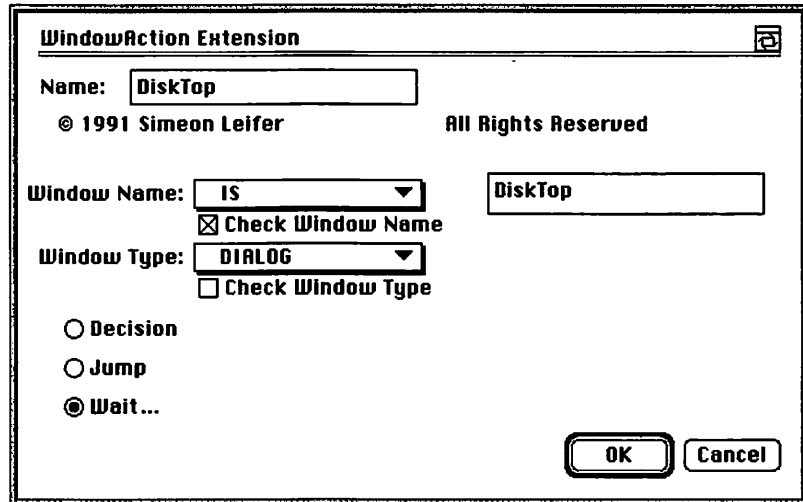 WindowAction Extension
Name: DiskTop
© 1991 Simeon Leifer All Rights Reserved
Window Name: IS DiskTop
Check Window Name
Window Type: DIALOG
Check Window Type
Decision
Jump
Wait...
OK Cancel